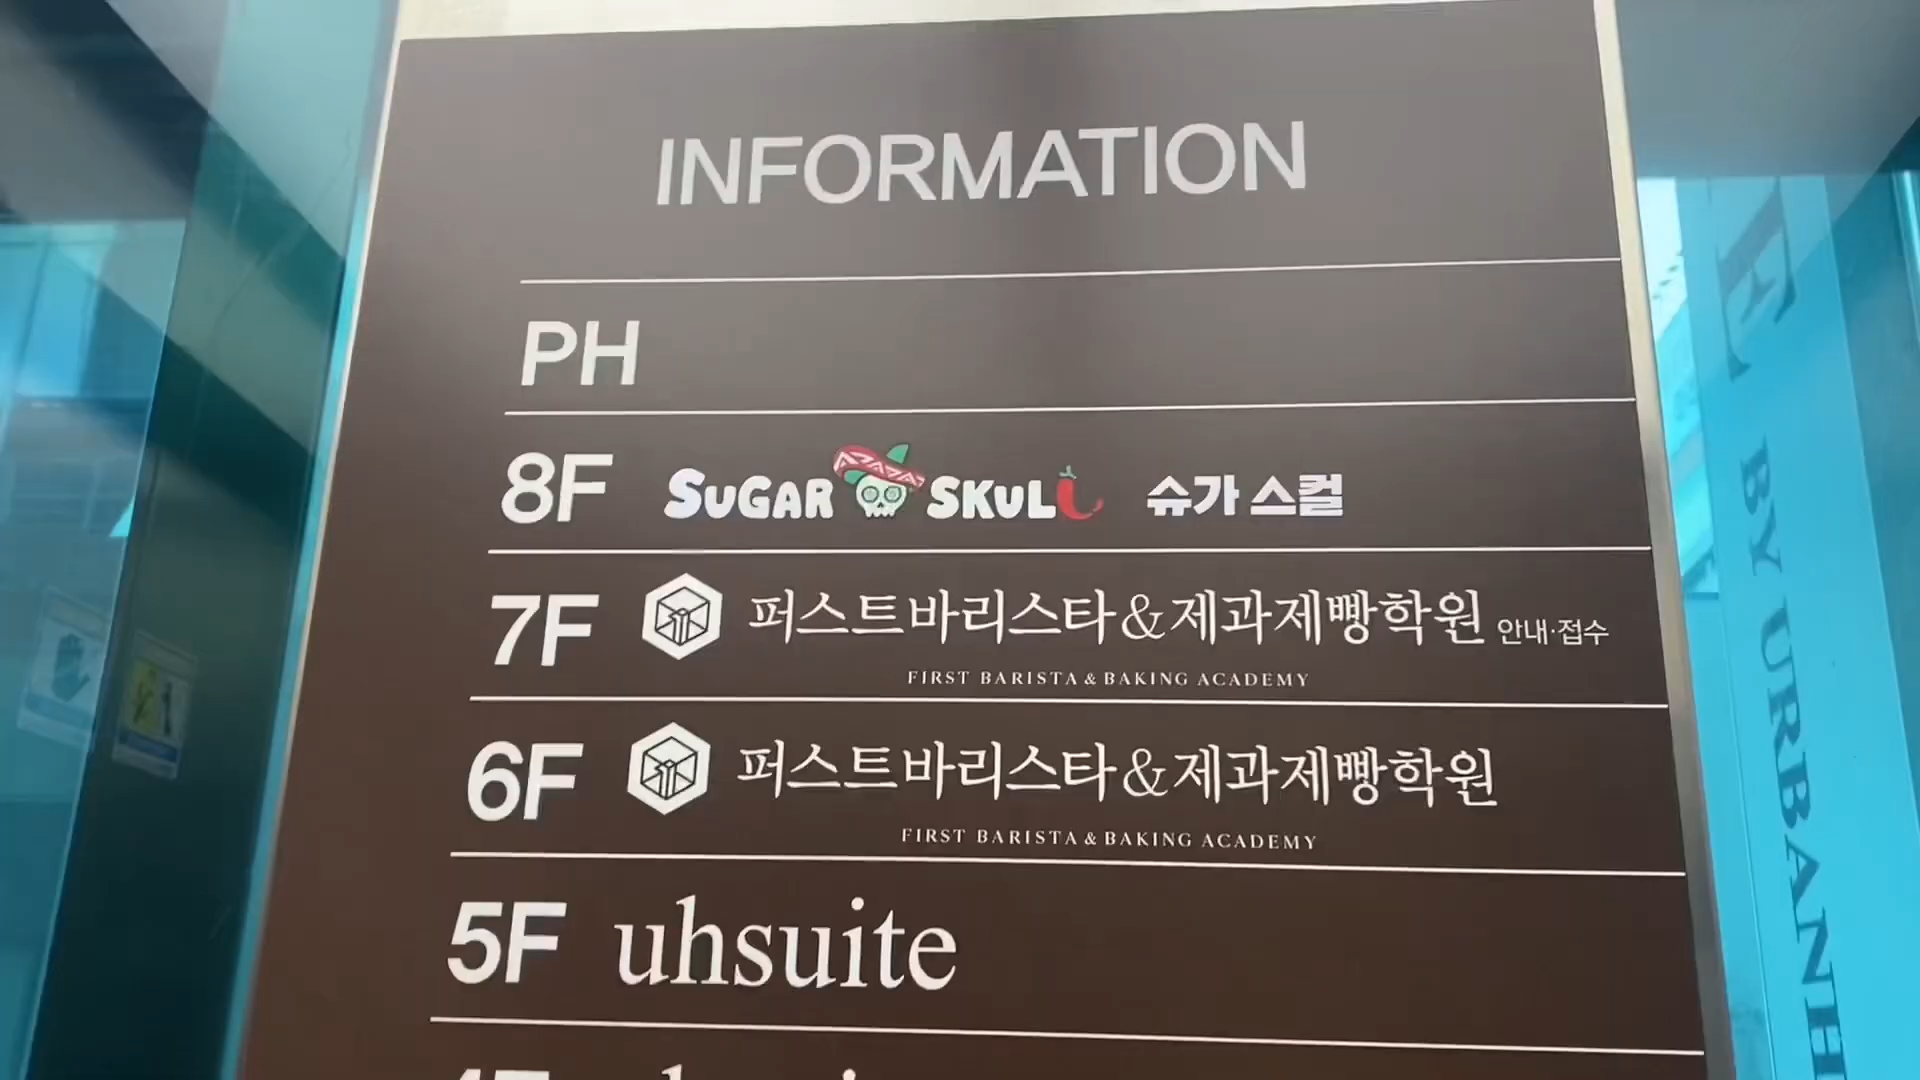 INFORMATION
PH
8F SUGAR SKULL 슈가 스컬
7F 퍼스트바리스타&제과제빵학원 안내·접수
FIRST BARISTA & BAKING ACADEMY
6F 퍼스트바리스타&제과제빵학원
FIRST BARISTA & BAKING ACADEMY
5F uhsuite
E BY URBANH